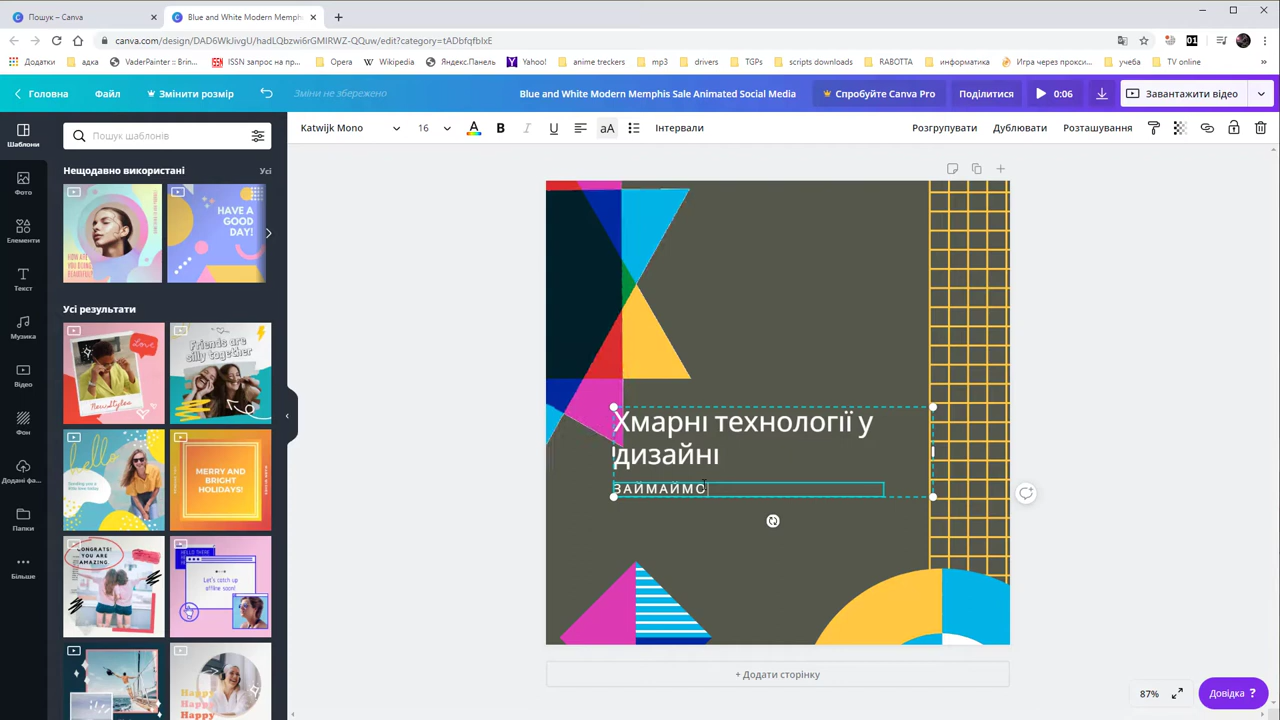 Пошук – Canva
Blue and White Modern Memphis
canva.com/design/DAD6WkJivgU/hadLQbzwi6rGMIRWZ-QQuw/edit?category=tADbfqfblxE
Додатки
адка
VaderPainter :: Brin...
ISSN запрос на пр...
Opera
Wikipedia
Яндекс.Панель
Yahoo!
anime treckers
mp3
drivers
TGPs
scripts downloads
RABOTTA
информатика
Игра через прокси...
учеба
TV online
Головна
Файл
Змінити розмір
Зміни не збережено
Blue and White Modern Memphis Sale Animated Social Media
Спробуйте Canva Pro
Поділитися
0:06
Завантажити відео
Katwijk Mono
16
A
B
I
U
aA
Інтервали
Розгрупувати
Дублювати
Розташування
Шаблони
Фото
Елементи
Текст
Музика
Відео
Фон
Додані фа...
Папки
Більше
Пошук шаблонів
Нещодавно використані
Усі
HAVE A
GOOD
DAY!
Усі результати
Love
Friends are
silly together
hello
MERRY AND
BRIGHT
HOLIDAYS!
CONGRATS!
YOU ARE
AMAZING.
HELLO THERE
Let's catch up
offline soon!
Happy
Happy
Happy
Хмарні технології у
дизайні
ЗАЙМАЙМО
+ Додати сторінку
87%
Довідка ?